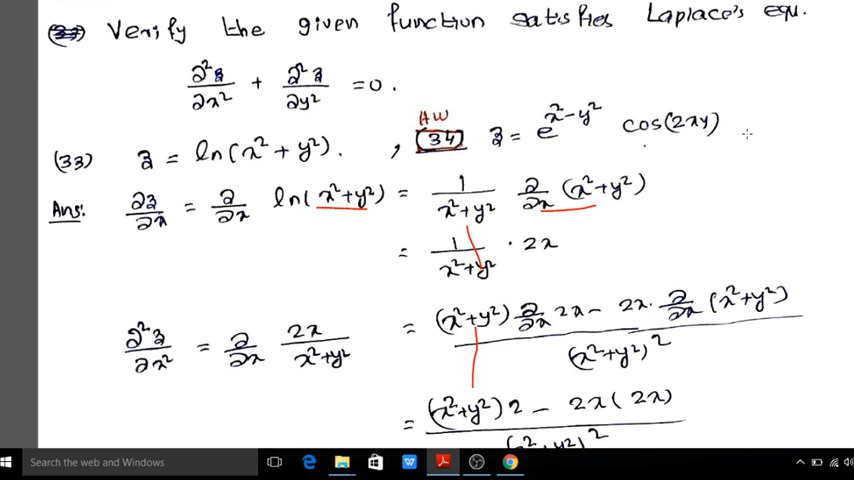 Verify the given function satisfies Laplace's equ.
∂²z/∂x² + ∂²z/∂y² = 0.
HW
(33) z = ln(x²+y²). , (34) z = e^(x²-y²) cos(2xy)
Ans: ∂z/∂x = ∂/∂x ln(x²+y²) = 1/(x²+y²) ∂/∂x (x²+y²)
= 1/(x²+y²) · 2x
∂²z/∂x² = ∂/∂x 2x/(x²+y²) = ((x²+y²) ∂/∂x 2x - 2x · ∂/∂x (x²+y²))/(x²+y²)²
= ((x²+y²) 2 - 2x(2x))/(x²+y²)²
Search the web and Windows